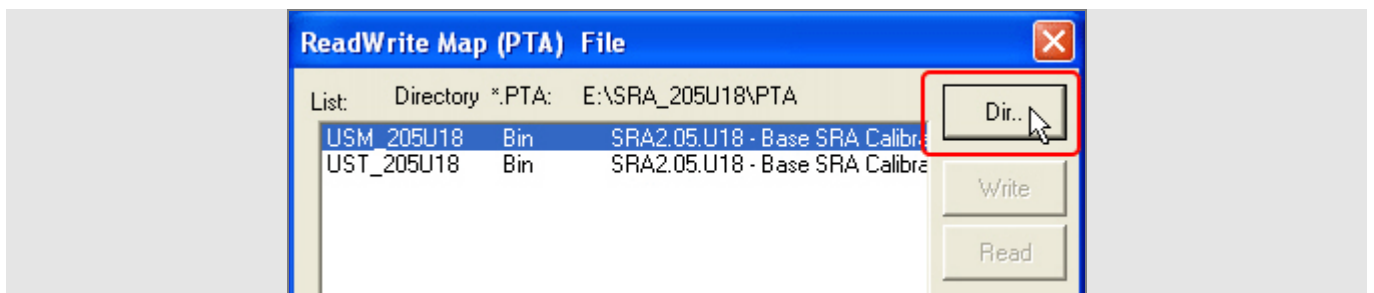 ReadWrite Map (PTA) File
List: Directory *.PTA: E:\SRA_205U18\PTA
Dir..
USM_205U18 Bin SRA2.05.U18 - Base SRA Calibra
UST_205U18 Bin SRA2.05.U18 - Base SRA Calibra
Write
Read